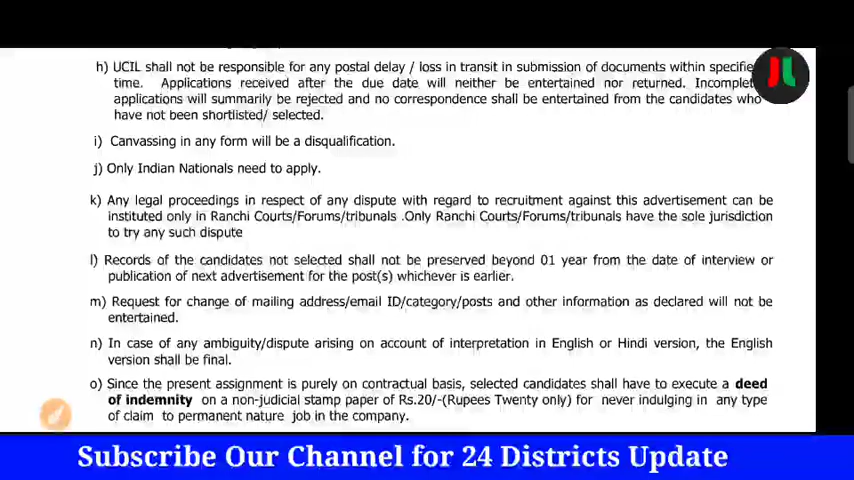 h) UCIL shall not be responsible for any postal delay / loss in transit in submission of documents within specifie
time. Applications received after the due date will neither be entertained nor returned. Incomplet
applications will summarily be rejected and no correspondence shall be entertained from the candidates who
have not been shortlisted/ selected.
i) Canvassing in any form will be a disqualification.
j) Only Indian Nationals need to apply.
k) Any legal proceedings in respect of any dispute with regard to recruitment against this advertisement can be
instituted only in Ranchi Courts/Forums/tribunals .Only Ranchi Courts/Forums/tribunals have the sole jurisdiction
to try any such dispute
l) Records of the candidates not selected shall not be preserved beyond 01 year from the date of interview or
publication of next advertisement for the post(s) whichever is earlier.
m) Request for change of mailing address/email ID/category/posts and other information as declared will not be
entertained.
n) In case of any ambiguity/dispute arising on account of interpretation in English or Hindi version, the English
version shall be final.
o) Since the present assignment is purely on contractual basis, selected candidates shall have to execute a deed
of indemnity on a non-judicial stamp paper of Rs.20/-(Rupees Twenty only) for never indulging in any type
of claim to permanent nature job in the company.
Subscribe Our Channel for 24 Districts Update